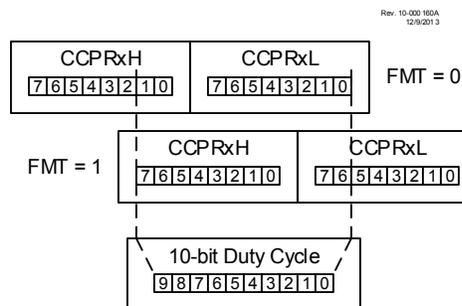 Rev. 10-000 160A
12/9/2013
CCPRxH CCPRxL
7 6 5 4 3 2 1 0 7 6 5 4 3 2 1 0
FMT = 0
CCPRxH CCPRxL
FMT = 1
7 6 5 4 3 2 1 0 7 6 5 4 3 2 1 0
10-bit Duty Cycle
9 8 7 6 5 4 3 2 1 0